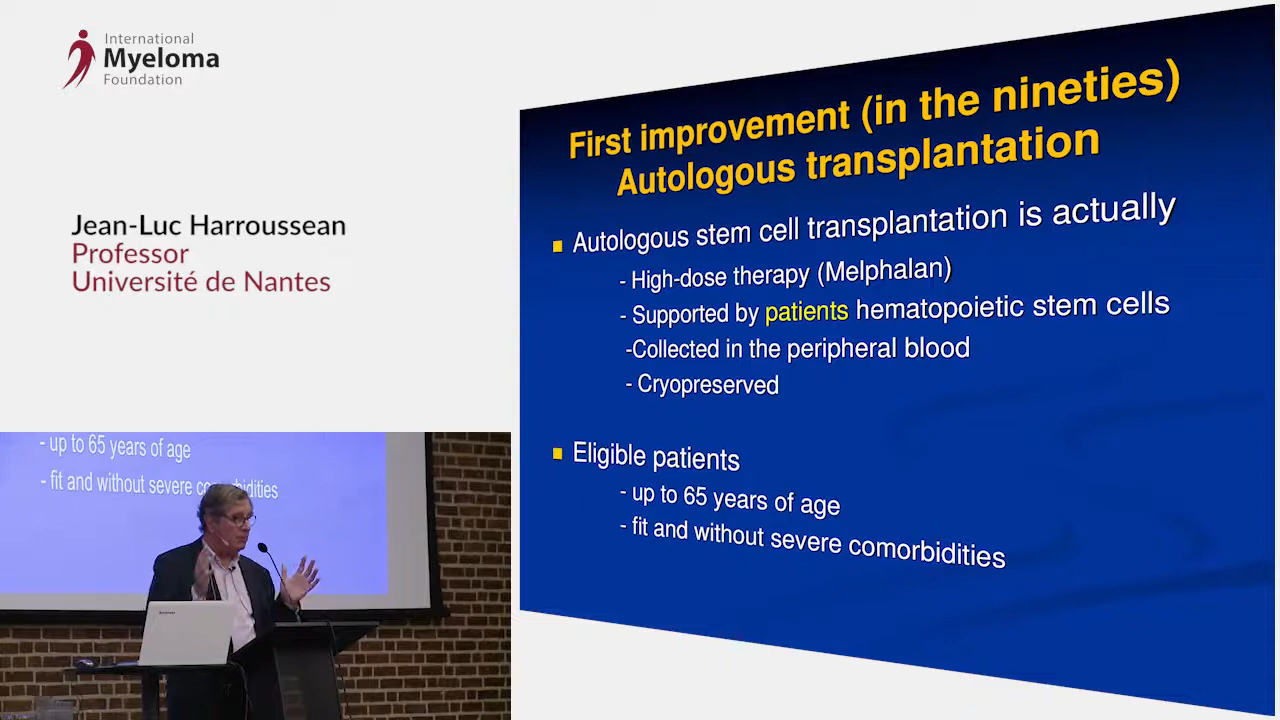 International
Myeloma
Foundation
Jean-Luc Harroussean
Professor
Université de Nantes
First improvement (in the nineties)
Autologous transplantation
Autologous stem cell transplantation is actually
- High-dose therapy (Melphalan)
- Supported by patients hematopoietic stem cells
-Collected in the peripheral blood
- Cryopreserved
Eligible patients
- up to 65 years of age
- fit and without severe comorbidities
- up to 65 years of age
- fit and without severe comorbidities